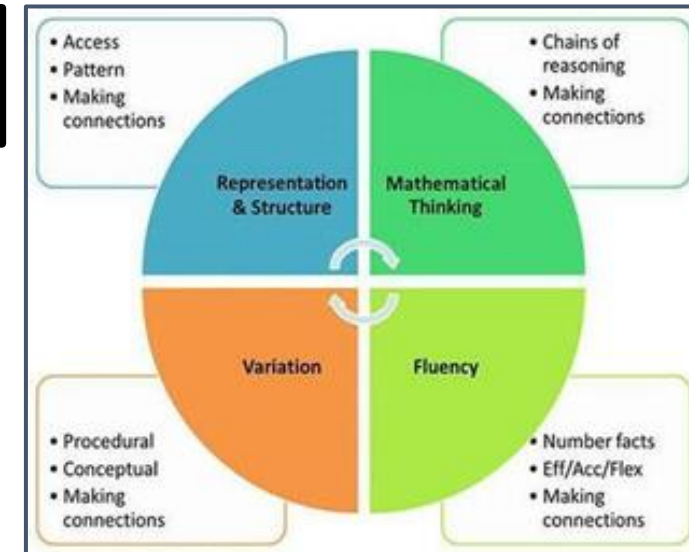 • Access
• Pattern
• Making
connections
• Chains of
reasoning
• Making
connections
Representation
& Structure
Mathematical
Thinking
Variation
Fluency
• Procedural
• Conceptual
• Making
connections
• Number facts
• Eff/Acc/Flex
• Making
connections